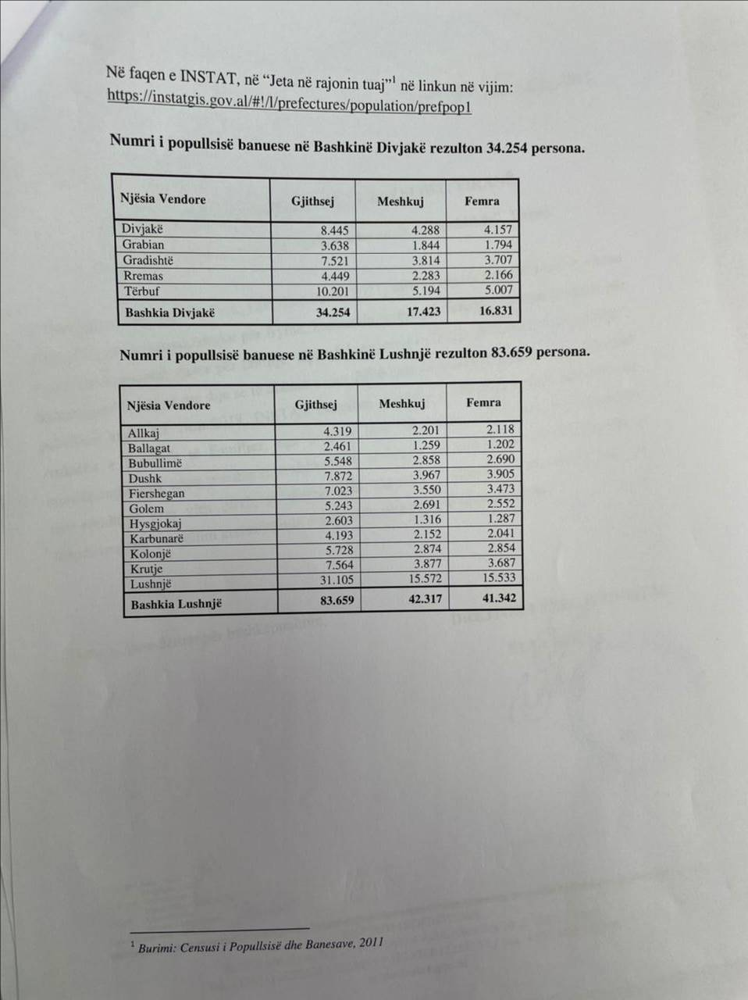 Në faqen e INSTAT, në “Jeta në rajonin tuaj”1 në linkun në vijim:
https://instatgis.gov.al/#!/l/prefectures/population/prefpop1
Numri i popullsisë banuese në Bashkinë Divjakë rezulton 34.254 persona.
Njësia Vendore Gjithsej Meshkuj Femra
Divjakë 8.445 4.288 4.157
Grabian 3.638 1.844 1.794
Gradishtë 7.521 3.814 3.707
Rremas 4.449 2.283 2.166
Tërbuf 10.201 5.194 5.007
Bashkia Divjakë 34.254 17.423 16.831
Numri i popullsisë banuese në Bashkinë Lushnjë rezulton 83.659 persona.
Njësia Vendore Gjithsej Meshkuj Femra
Allkaj 4.319 2.201 2.118
Ballagat 2.461 1.259 1.202
Bubullimë 5.548 2.858 2.690
Dushk 7.872 3.967 3.905
Fiershegan 7.023 3.550 3.473
Golem 5.243 2.691 2.552
Hysgjokaj 2.603 1.316 1.287
Karbunarë 4.193 2.152 2.041
Kolonjë 5.728 2.874 2.854
Krutje 7.564 3.877 3.687
Lushnjë 31.105 15.572 15.533
Bashkia Lushnjë 83.659 42.317 41.342
1 Burimi: Censusi i Popullsisë dhe Banesave, 2011